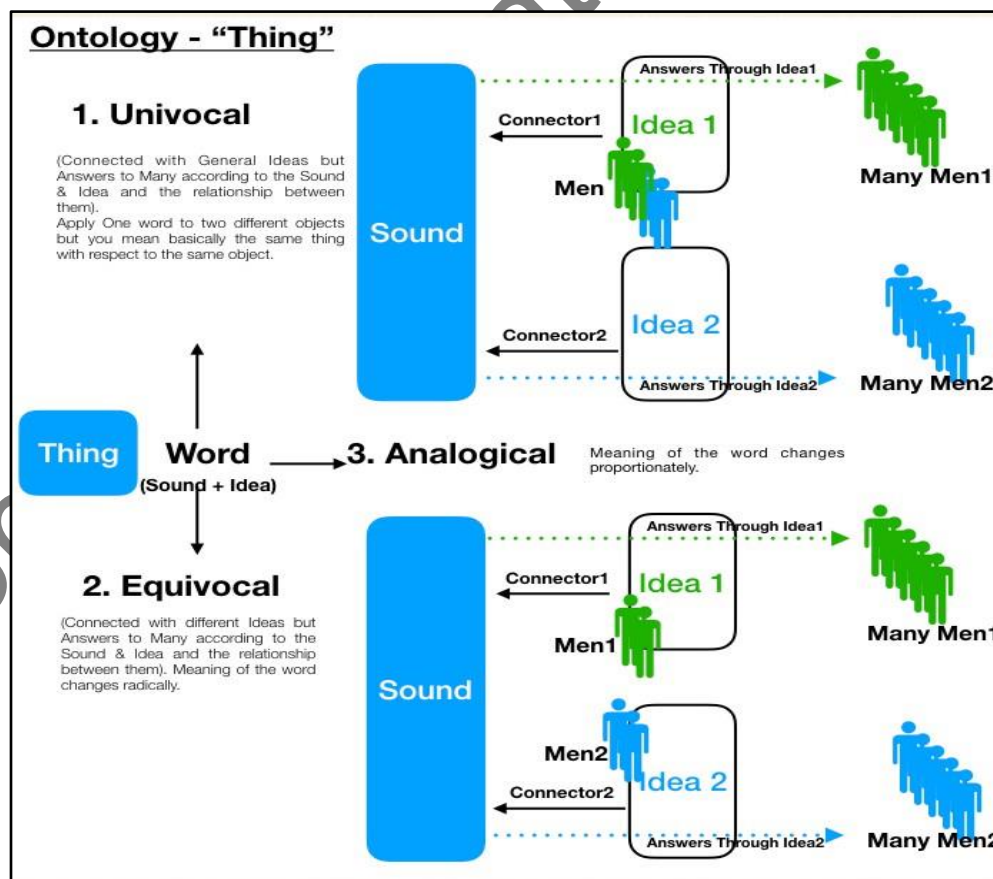 Ontology - “Thing”
1. Univocal
(Connected with General Ideas but
Answers to Many according to the Sound
& Idea and the relationship between
them).
Apply One word to two different objects
but you mean basically the same thing
with respect to the same object.
Sound
Answers Through Idea1
Connector1
Idea 1
Men
Many Men1
Idea 2
Connector2
Answers Through Idea2
Many Men2
Thing
Word
(Sound + Idea)
3. Analogical
Meaning of the word changes
proportionately.
2. Equivocal
(Connected with different Ideas but
Answers to Many according to the
Sound & Idea and the relationship
between them). Meaning of the word
changes radically.
Sound
Answers Through Idea1
Connector1
Idea 1
Men1
Many Men1
Men2
Idea 2
Connector2
Answers Through Idea2
Many Men2